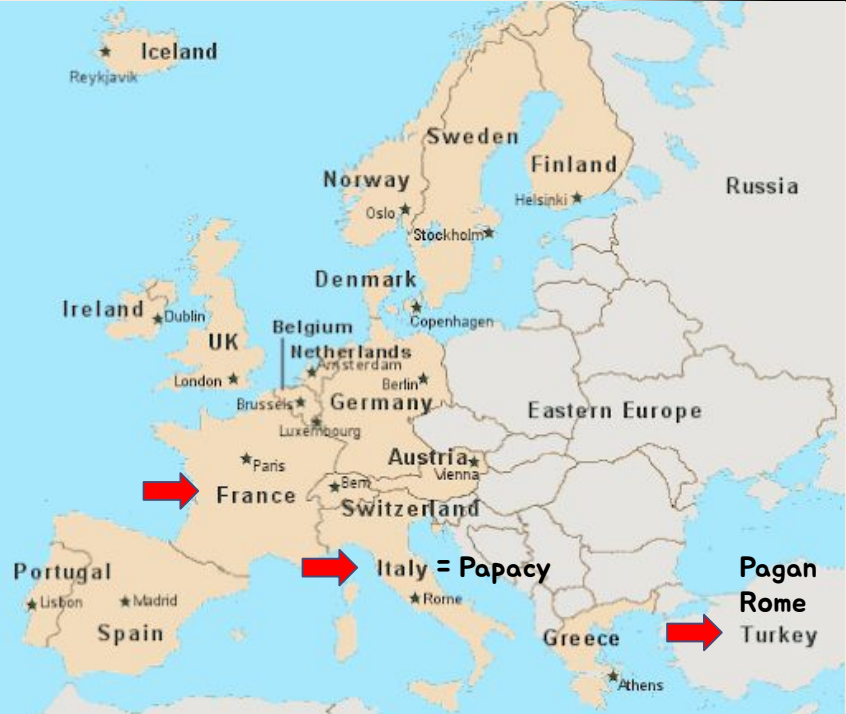 Iceland
Reykjavik
Sweden
Finland
Norway
Russia
Helsinki
Oslo
Stockholm
Denmark
Ireland
Dublin
Copenhagen
Belgium
UK
Netherlands
Amsterdam
London
Berlin
Brussels
Germany
Eastern Europe
Luxembourg
Paris
Austria
Vienna
Bern
France
Switzerland
Portugal
Italy = Papacy
Pagan
Rome
Lisbon
Madrid
Rome
Spain
Greece
Turkey
Athens